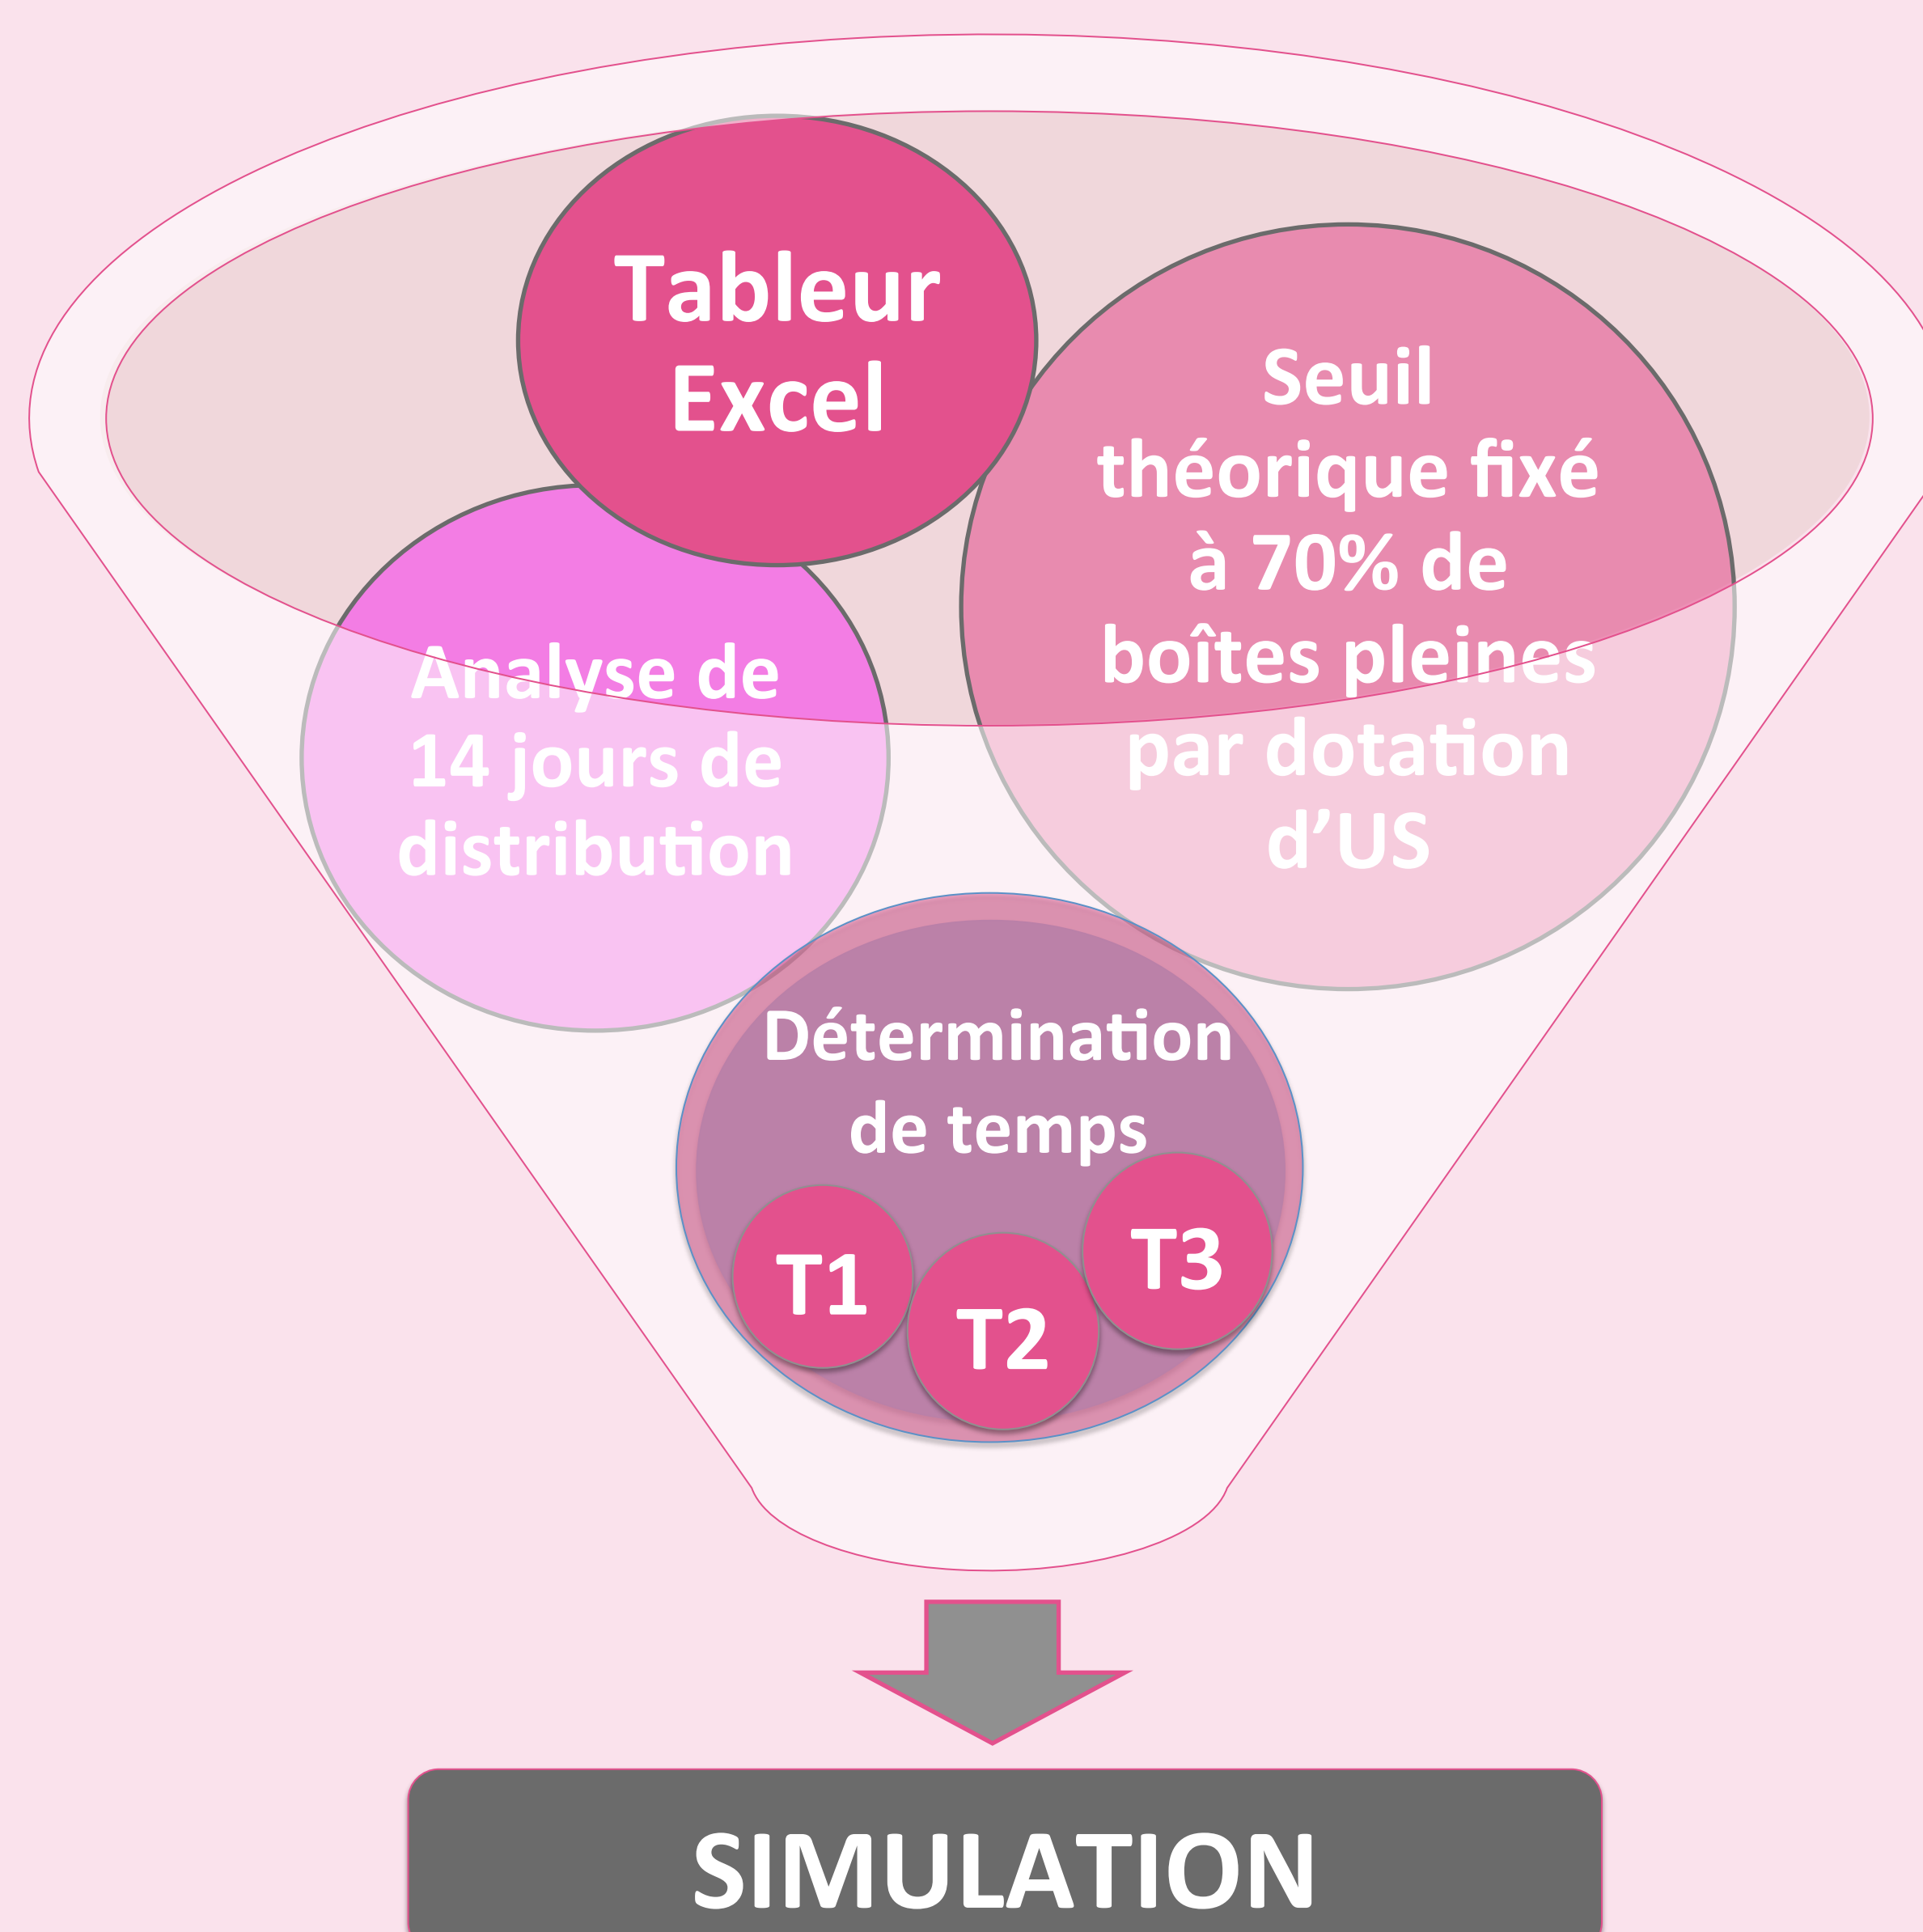 Tableur
Excel
Seuil
théorique fixé
à 70% de
boîtes pleines
par dotation
d’US
Analyse de
14 jours de
distribution
Détermination
de temps
T1
T2
T3
SIMULATION